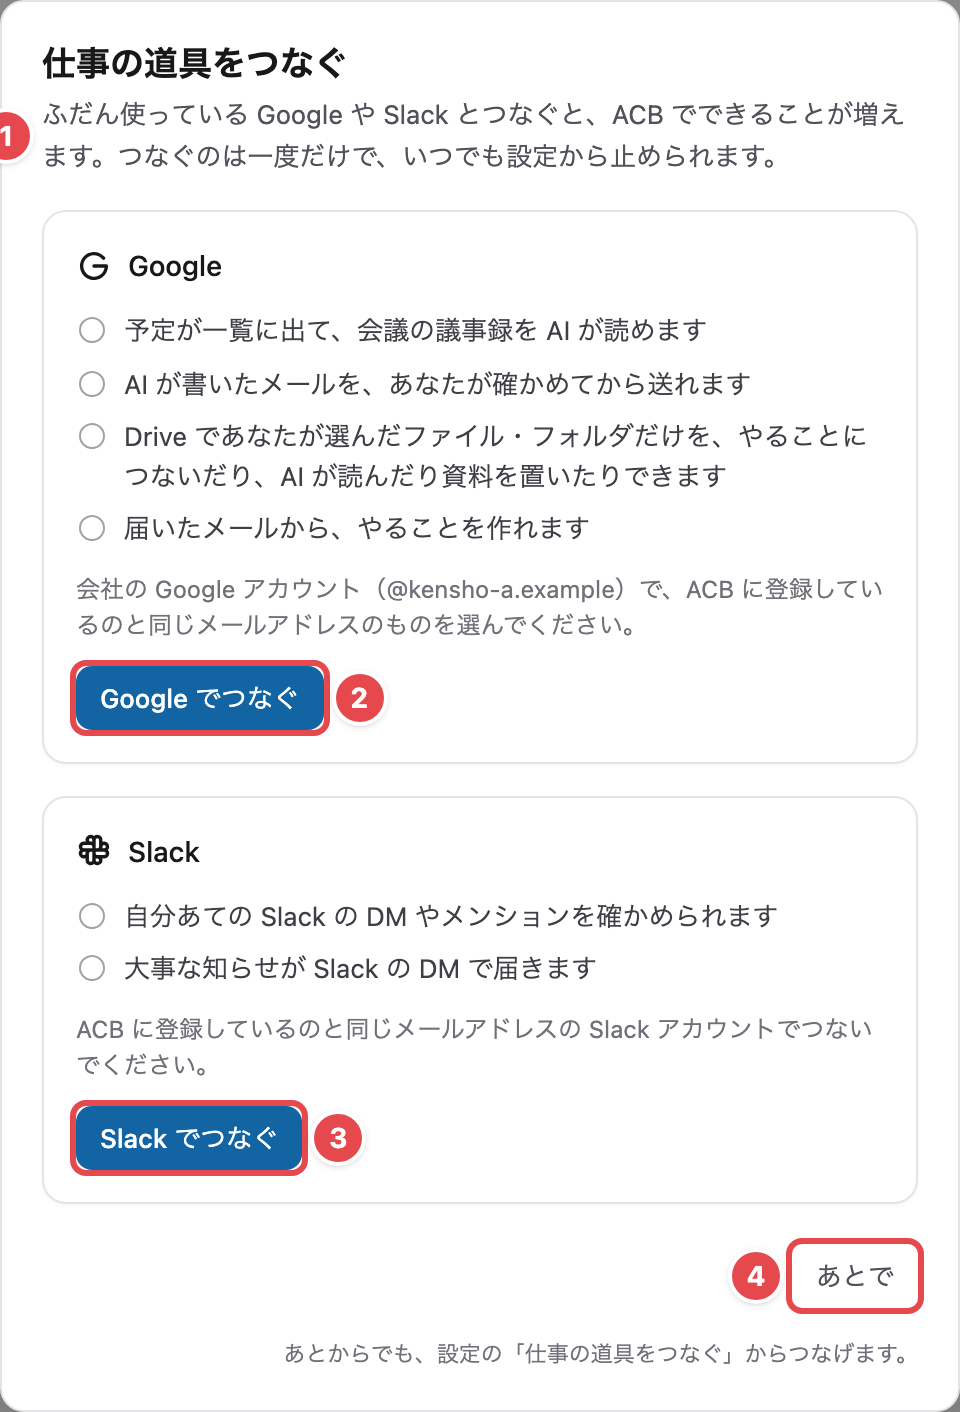 仕事の道具をつなぐ
ふだん使っている Google や Slack とつなぐと、ACB でできることが増え
ます。つなぐのは一度だけで、いつでも設定から止められます。
1
Google
予定が一覧に出て、会議の議事録を AI が読めます
AI が書いたメールを、あなたが確かめてから送れます
Drive であなたが選んだファイル・フォルダだけを、やることに
つないだり、AI が読んだり資料を置いたりできます
届いたメールから、やることを作れます
会社の Google アカウント（@kensho-a.example）で、ACB に登録してい
るのと同じメールアドレスのものを選んでください。
Google でつなぐ
2
Slack
自分あての Slack の DM やメンションを確かめられます
大事な知らせが Slack の DM で届きます
ACB に登録しているのと同じメールアドレスの Slack アカウントでつない
でください。
Slack でつなぐ
3
4
あとで
あとからでも、設定の「仕事の道具をつなぐ」からつなげます。